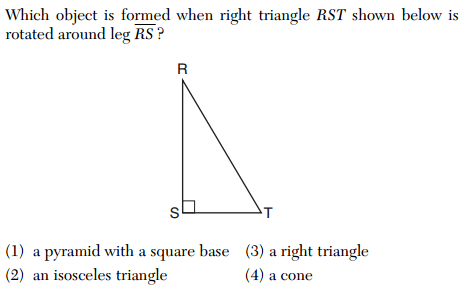 Which object is formed when right triangle RST shown below is
rotated around leg RS ?
R
S
T
(1) a pyramid with a square base (3) a right triangle
(2) an isosceles triangle (4) a cone